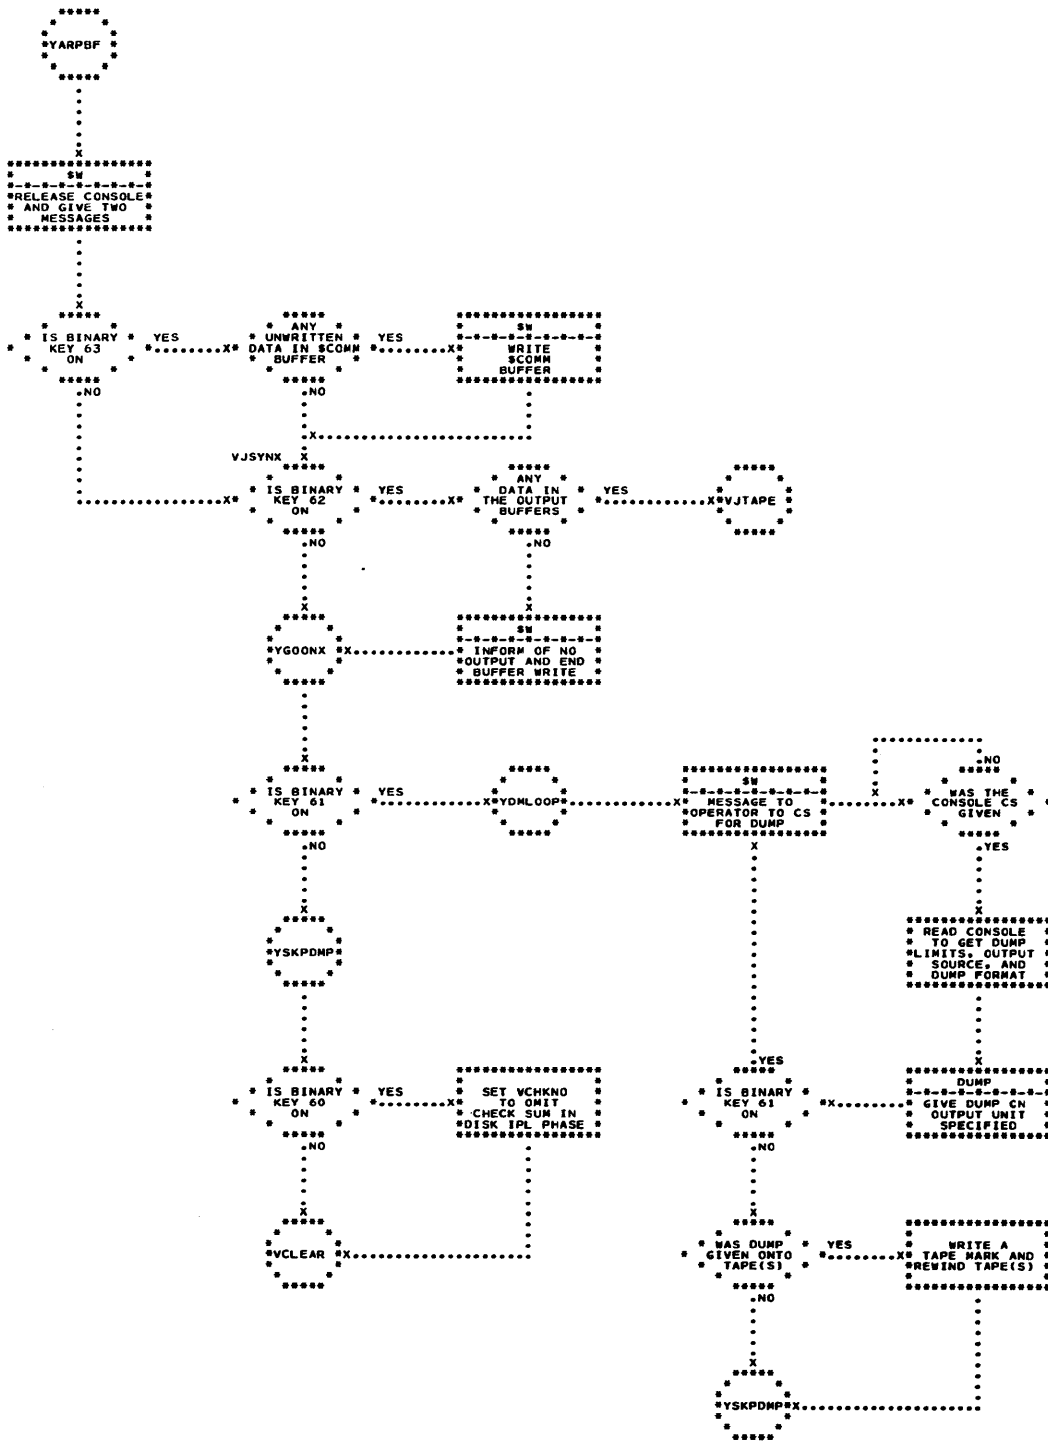 YARPBF
$W
RELEASE CONSOLE
AND GIVE TWO
MESSAGES
IS BINARY
KEY 63
ON
YES
NO
ANY
UNWRITTEN
DATA IN $COMM
BUFFER
YES
NO
$W
WRITE
$COMM
BUFFER
VJSYNX
IS BINARY
KEY 62
ON
YES
NO
ANY
DATA IN
THE OUTPUT
BUFFERS
YES
NO
VJTAPE
YGOONX
$W
INFORM OF NO
OUTPUT AND END
BUFFER WRITE
IS BINARY
KEY 61
ON
YES
NO
YDMLOOP
$W
MESSAGE TO
OPERATOR TO CS
FOR DUMP
NO
WAS THE
CONSOLE CS
GIVEN
YES
YSKPDMP
READ CONSOLE
TO GET DUMP
LIMITS, OUTPUT
SOURCE, AND
DUMP FORMAT
IS BINARY
KEY 60
ON
YES
NO
SET VCHKNO
TO OMIT
CHECK SUM IN
DISK IPL PHASE
YES
IS BINARY
KEY 61
ON
NO
DUMP
GIVE DUMP CN
OUTPUT UNIT
SPECIFIED
VCLEAR
WAS DUMP
GIVEN ONTO
TAPE(S)
YES
NO
WRITE A
TAPE MARK AND
REWIND TAPE(S)
YSKPDMP